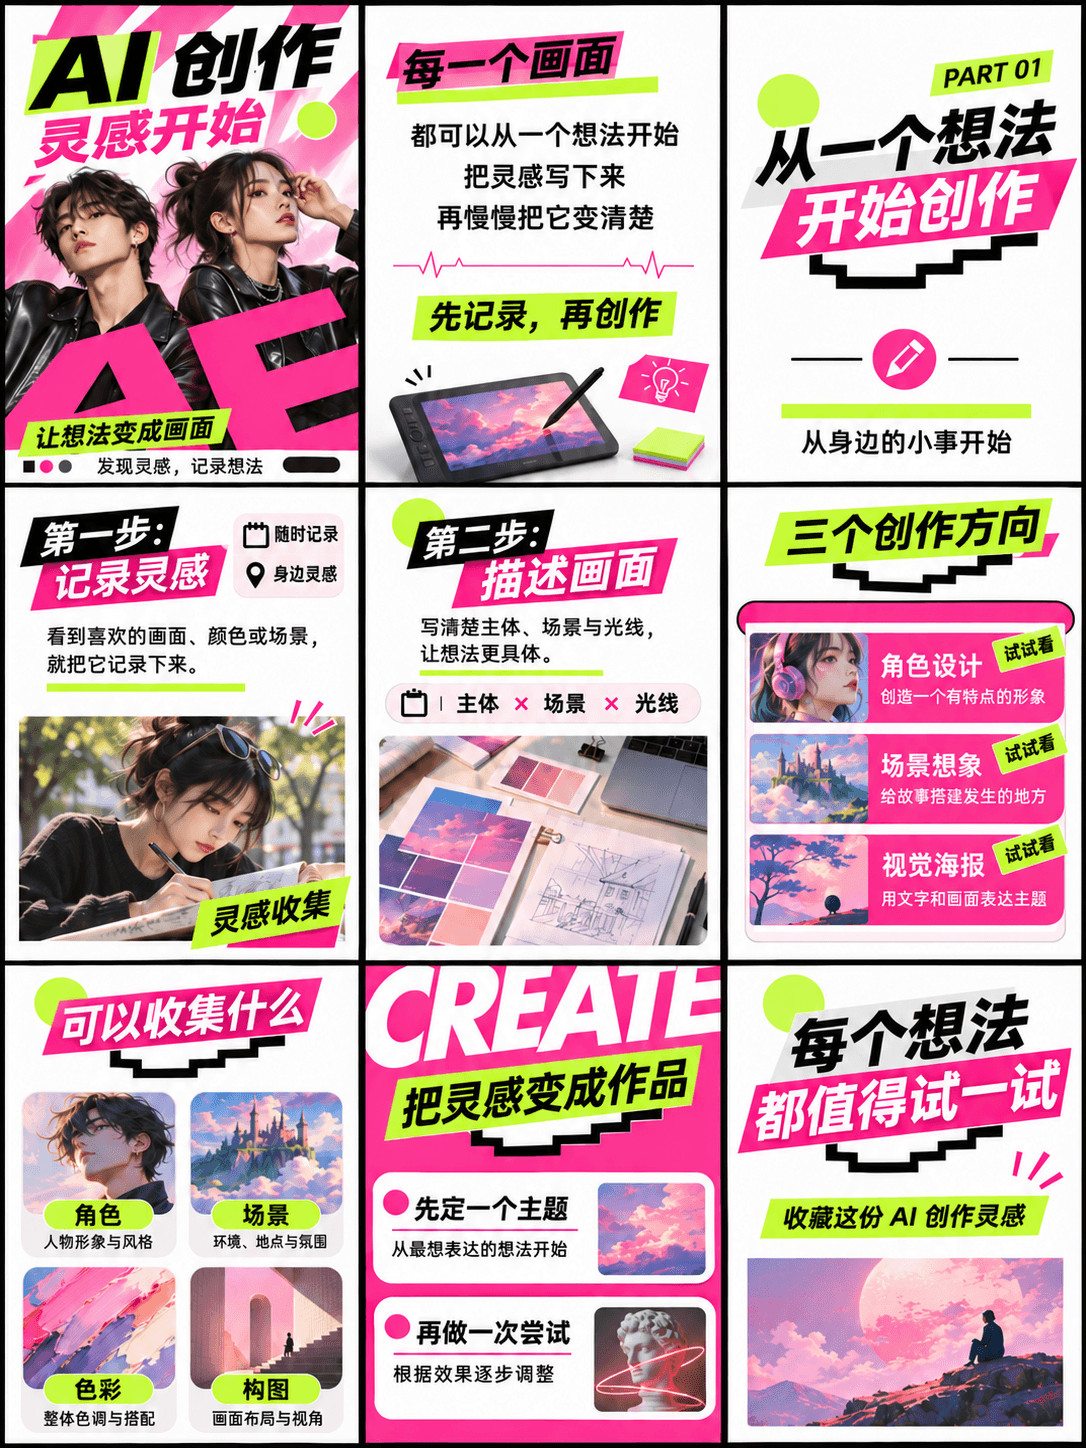 AI 创作
灵感开始
AE
让想法变成画面
发现灵感，记录想法
每一个画面
都可以从一个想法开始
把灵感写下来
再慢慢把它变清楚
先记录，再创作
PART 01
从一个想法
开始创作
从身边的小事开始
第一步：
记录灵感
随时记录
身边灵感
看到喜欢的画面、颜色或场景，
就把它记录下来。
灵感收集
第二步：
描述画面
写清楚主体、场景与光线，
让想法更具体。
主体 × 场景 × 光线
三个创作方向
角色设计
试试看
创造一个有特点的形象
场景想象
试试看
给故事搭建发生的地方
视觉海报
试试看
用文字和画面表达主题
可以收集什么
角色
人物形象与风格
场景
环境、地点与氛围
色彩
整体色调与搭配
构图
画面布局与视角
CREATE
把灵感变成作品
先定一个主题
从最想表达的想法开始
再做一次尝试
根据效果逐步调整
每个想法
都值得试一试
收藏这份 AI 创作灵感